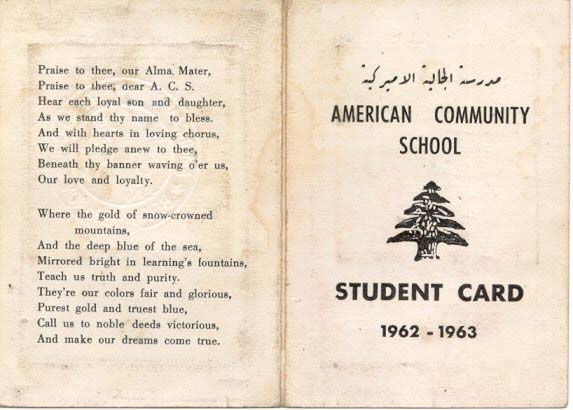 Praise to thee, our Alma Mater,
Praise to thee, dear A. C. S.
Hear each loyal son and daughter,
As we stand thy name to bless.
And with hearts in loving chorus,
We will pledge anew to thee,
Beneath thy banner waving o'er us,
Our love and loyalty.
Where the gold of snow-crowned
mountains,
And the deep blue of the sea,
Mirrored bright in learning's fountains,
Teach us truth and purity.
They're our colors fair and glorious,
Purest gold and truest blue,
Call us to noble deeds victorious,
And make our dreams come true.
مدرسة الجالية الاميركية
AMERICAN COMMUNITY
SCHOOL
STUDENT CARD
1962 - 1963